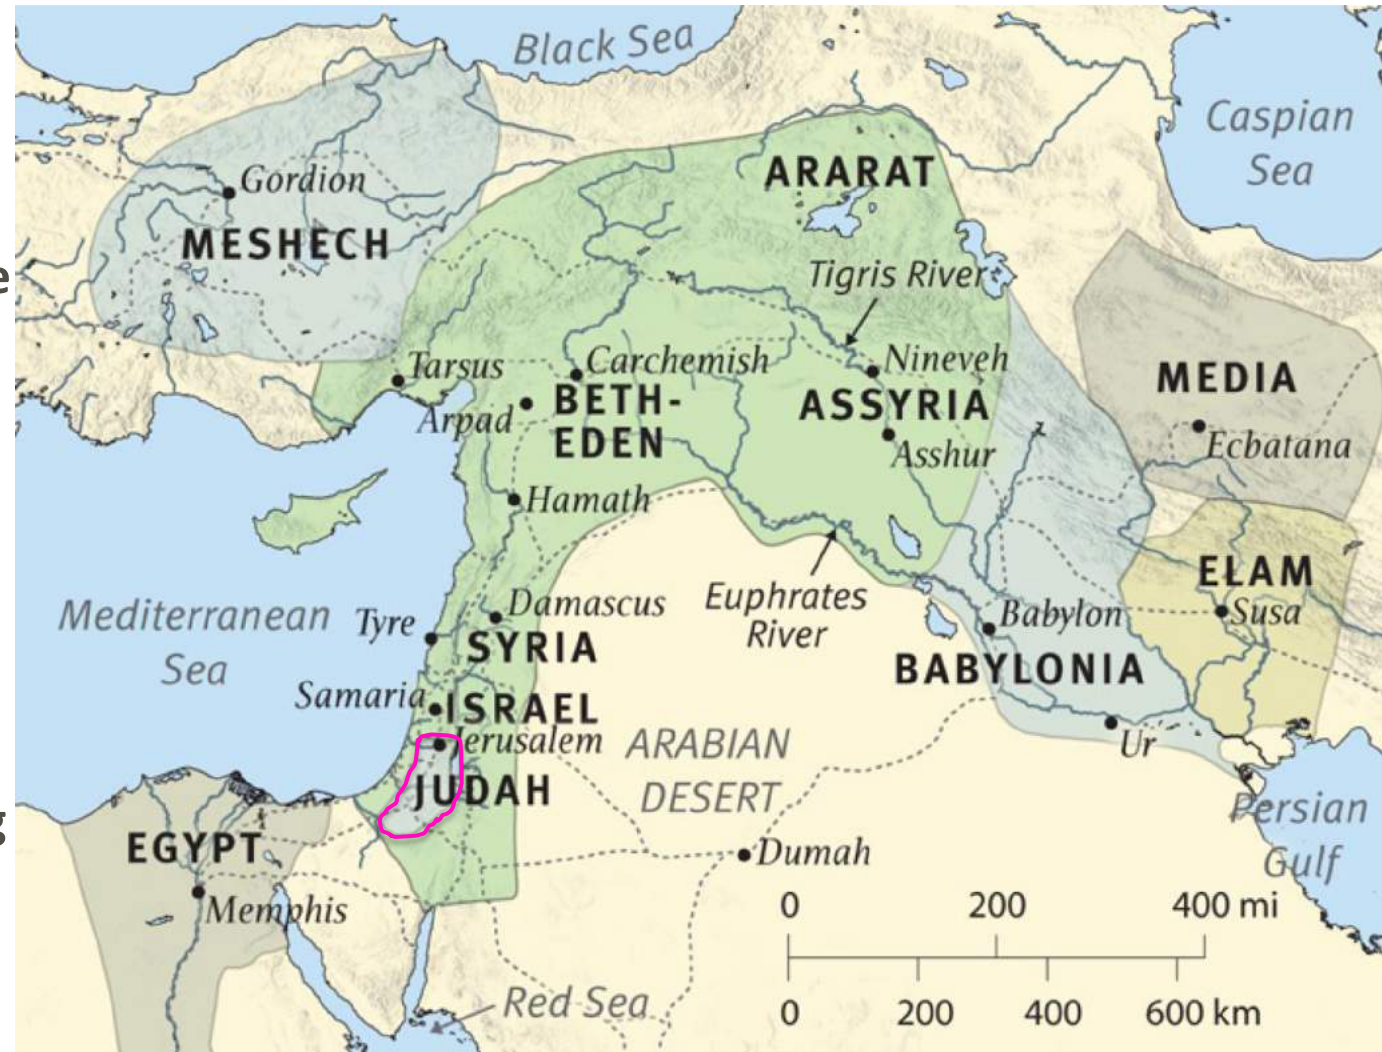 Black Sea
Caspian
Sea
ARARAT
Gordion
MESHECH
e
Tigris River
Tarsus
Carchemish
Nineveh
MEDIA
Arpad
BETH-
EDEN
ASSYRIA
Asshur
Ecbatana
Hamath
ELAM
Susa
Mediterranean
Sea
Tyre
Damascus
SYRIA
Euphrates
River
Babylon
BABYLONIA
Samaria
ISRAEL
Jerusalem
ARABIAN
DESERT
Ur
JUDAH
g
EGYPT
Memphis
Dumah
Persian
Gulf
Red Sea
0 200 400 mi
0 200 400 600 km